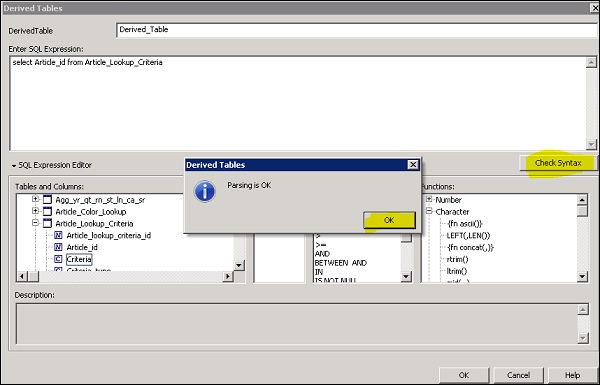 Derived Tables
DerivedTable
Derived_Table
Enter SQL Expression:
select Article_id from Article_Lookup_Criteria
Check Syntax
SQL Expression Editor
Derived Tables
Parsing is OK
OK
Tables and Columns:
Agg_yr_qt_rn_st_ln_ca_sr
Article_Color_Lookup
Article_Lookup_Criteria
N Article_lookup_criteria_id
N Article_id
C Criteria
>
>=
AND
BETWEEN AND
IN
IS NOT NULL
Functions:
Number
Character
{fn ascii()}
LEFT(,LEN())
{fn concat(,)}
rtrim()
ltrim()
Description:
OK
Cancel
Help